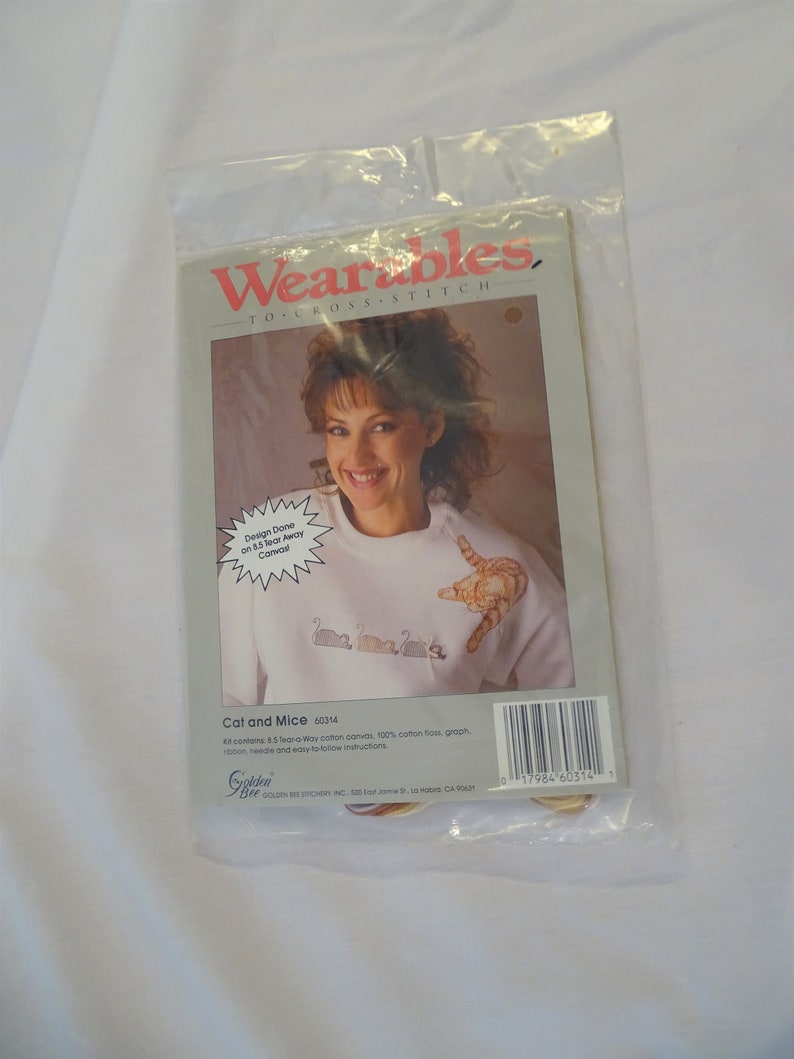 Wearables
TO • CROSS • STITCH
Design Done
on 8.5 Tear Away
Canvas!
Cat and Mice 60314
Kit contains: 8.5 Tear-a-Way cotton canvas, 100% cotton floss, graph,
ribbon, needle and easy-to-follow instructions.
Golden Bee®
GOLDEN BEE STITCHERY, INC., 520 East Jamie St., La Habra, CA 90631
0 17984 60314 1